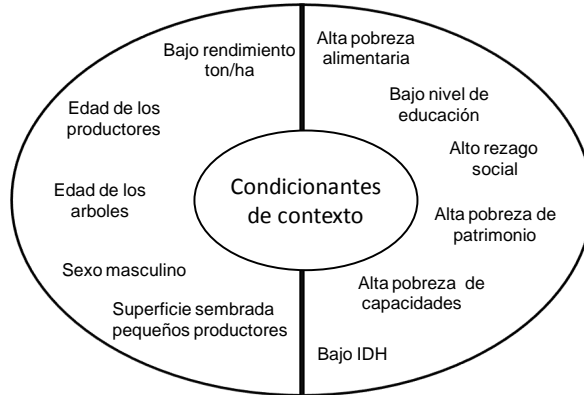 Bajo rendimiento
ton/ha
Edad de los
productores
Edad de los
arboles
Sexo masculino
Superficie sembrada
pequeños productores
Condicionantes
de contexto
Alta pobreza
alimentaria
Bajo nivel de
educación
Alto rezago
social
Alta pobreza de
patrimonio
Alta pobreza de
capacidades
Bajo IDH